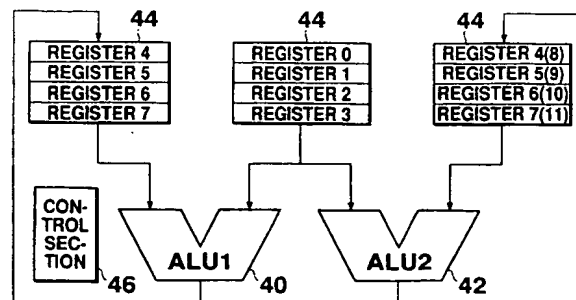 44
44
44
REGISTER 4
REGISTER 5
REGISTER 6
REGISTER 7
REGISTER 0
REGISTER 1
REGISTER 2
REGISTER 3
REGISTER 4(8)
REGISTER 5(9)
REGISTER 6(10)
REGISTER 7(11)
CON-
TROL
SEC-
TION
46
ALU1
40
ALU2
42